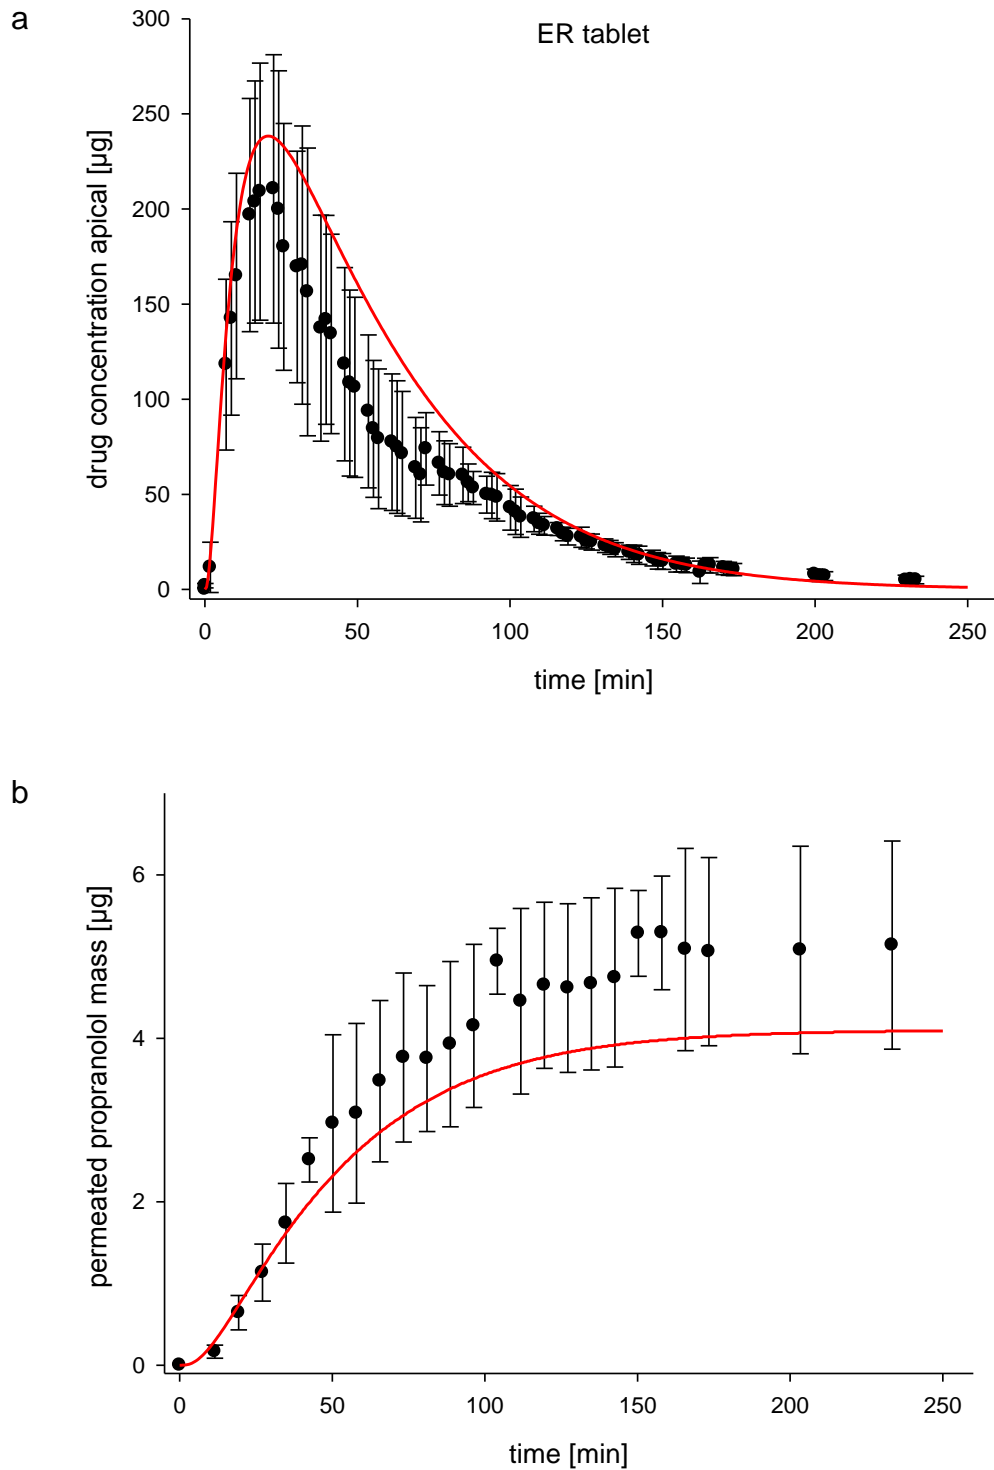 a
ER tablet
drug concentration apical [µg]
300
250
200
150
100
50
0
0 50 100 150 200 250
time [min]
b
permeated propranolol mass [µg]
6
4
2
0
0 50 100 150 200 250
time [min]